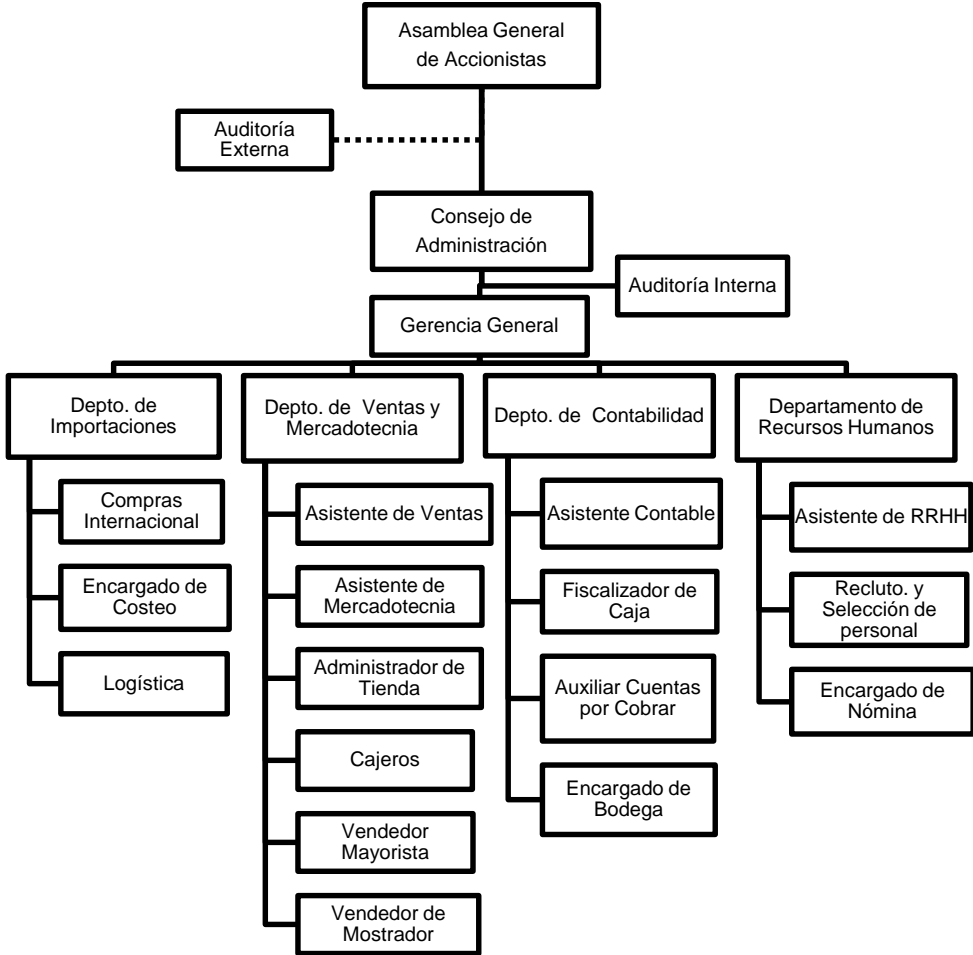 Asamblea General
de Accionistas
Auditoría
Externa
Consejo de
Administración
Auditoría Interna
Gerencia General
Depto. de
Importaciones
Depto. de Ventas y
Mercadotecnia
Depto. de Contabilidad
Departamento de
Recursos Humanos
Compras
Internacional
Encargado de
Costeo
Logística
Asistente de Ventas
Asistente de
Mercadotecnia
Administrador de
Tienda
Cajeros
Vendedor
Mayorista
Vendedor de
Mostrador
Asistente Contable
Fiscalizador de
Caja
Auxiliar Cuentas
por Cobrar
Encargado de
Bodega
Asistente de RRHH
Recluto. y
Selección de
personal
Encargado de
Nómina